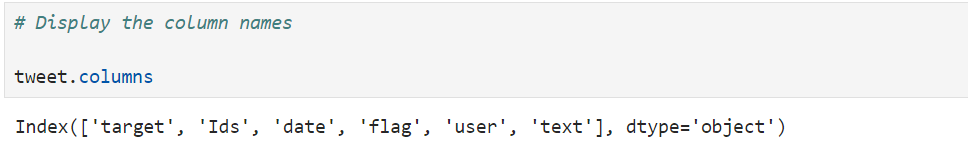 # Display the column names
tweet.columns
Index(['target', 'Ids', 'date', 'flag', 'user', 'text'], dtype='object')